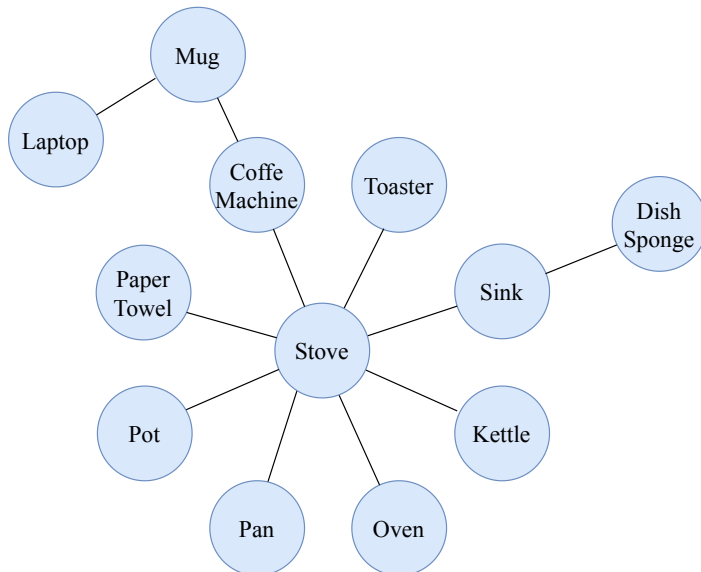 Mug
Laptop
Coffe
Machine
Toaster
Dish
Sponge
Paper
Towel
Sink
Stove
Pot
Kettle
Pan
Oven